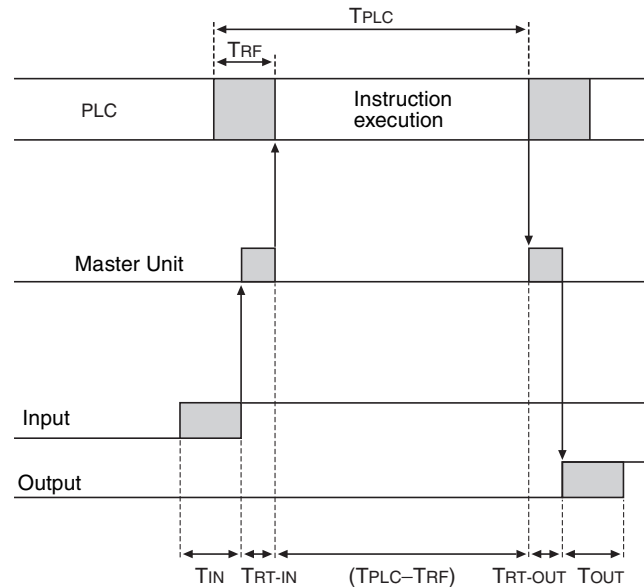 TPLC
TRF
PLC
Instruction
execution
Master Unit
Input
Output
TIN
TRT-IN
(TPLC–TRF)
TRT-OUT
TOUT